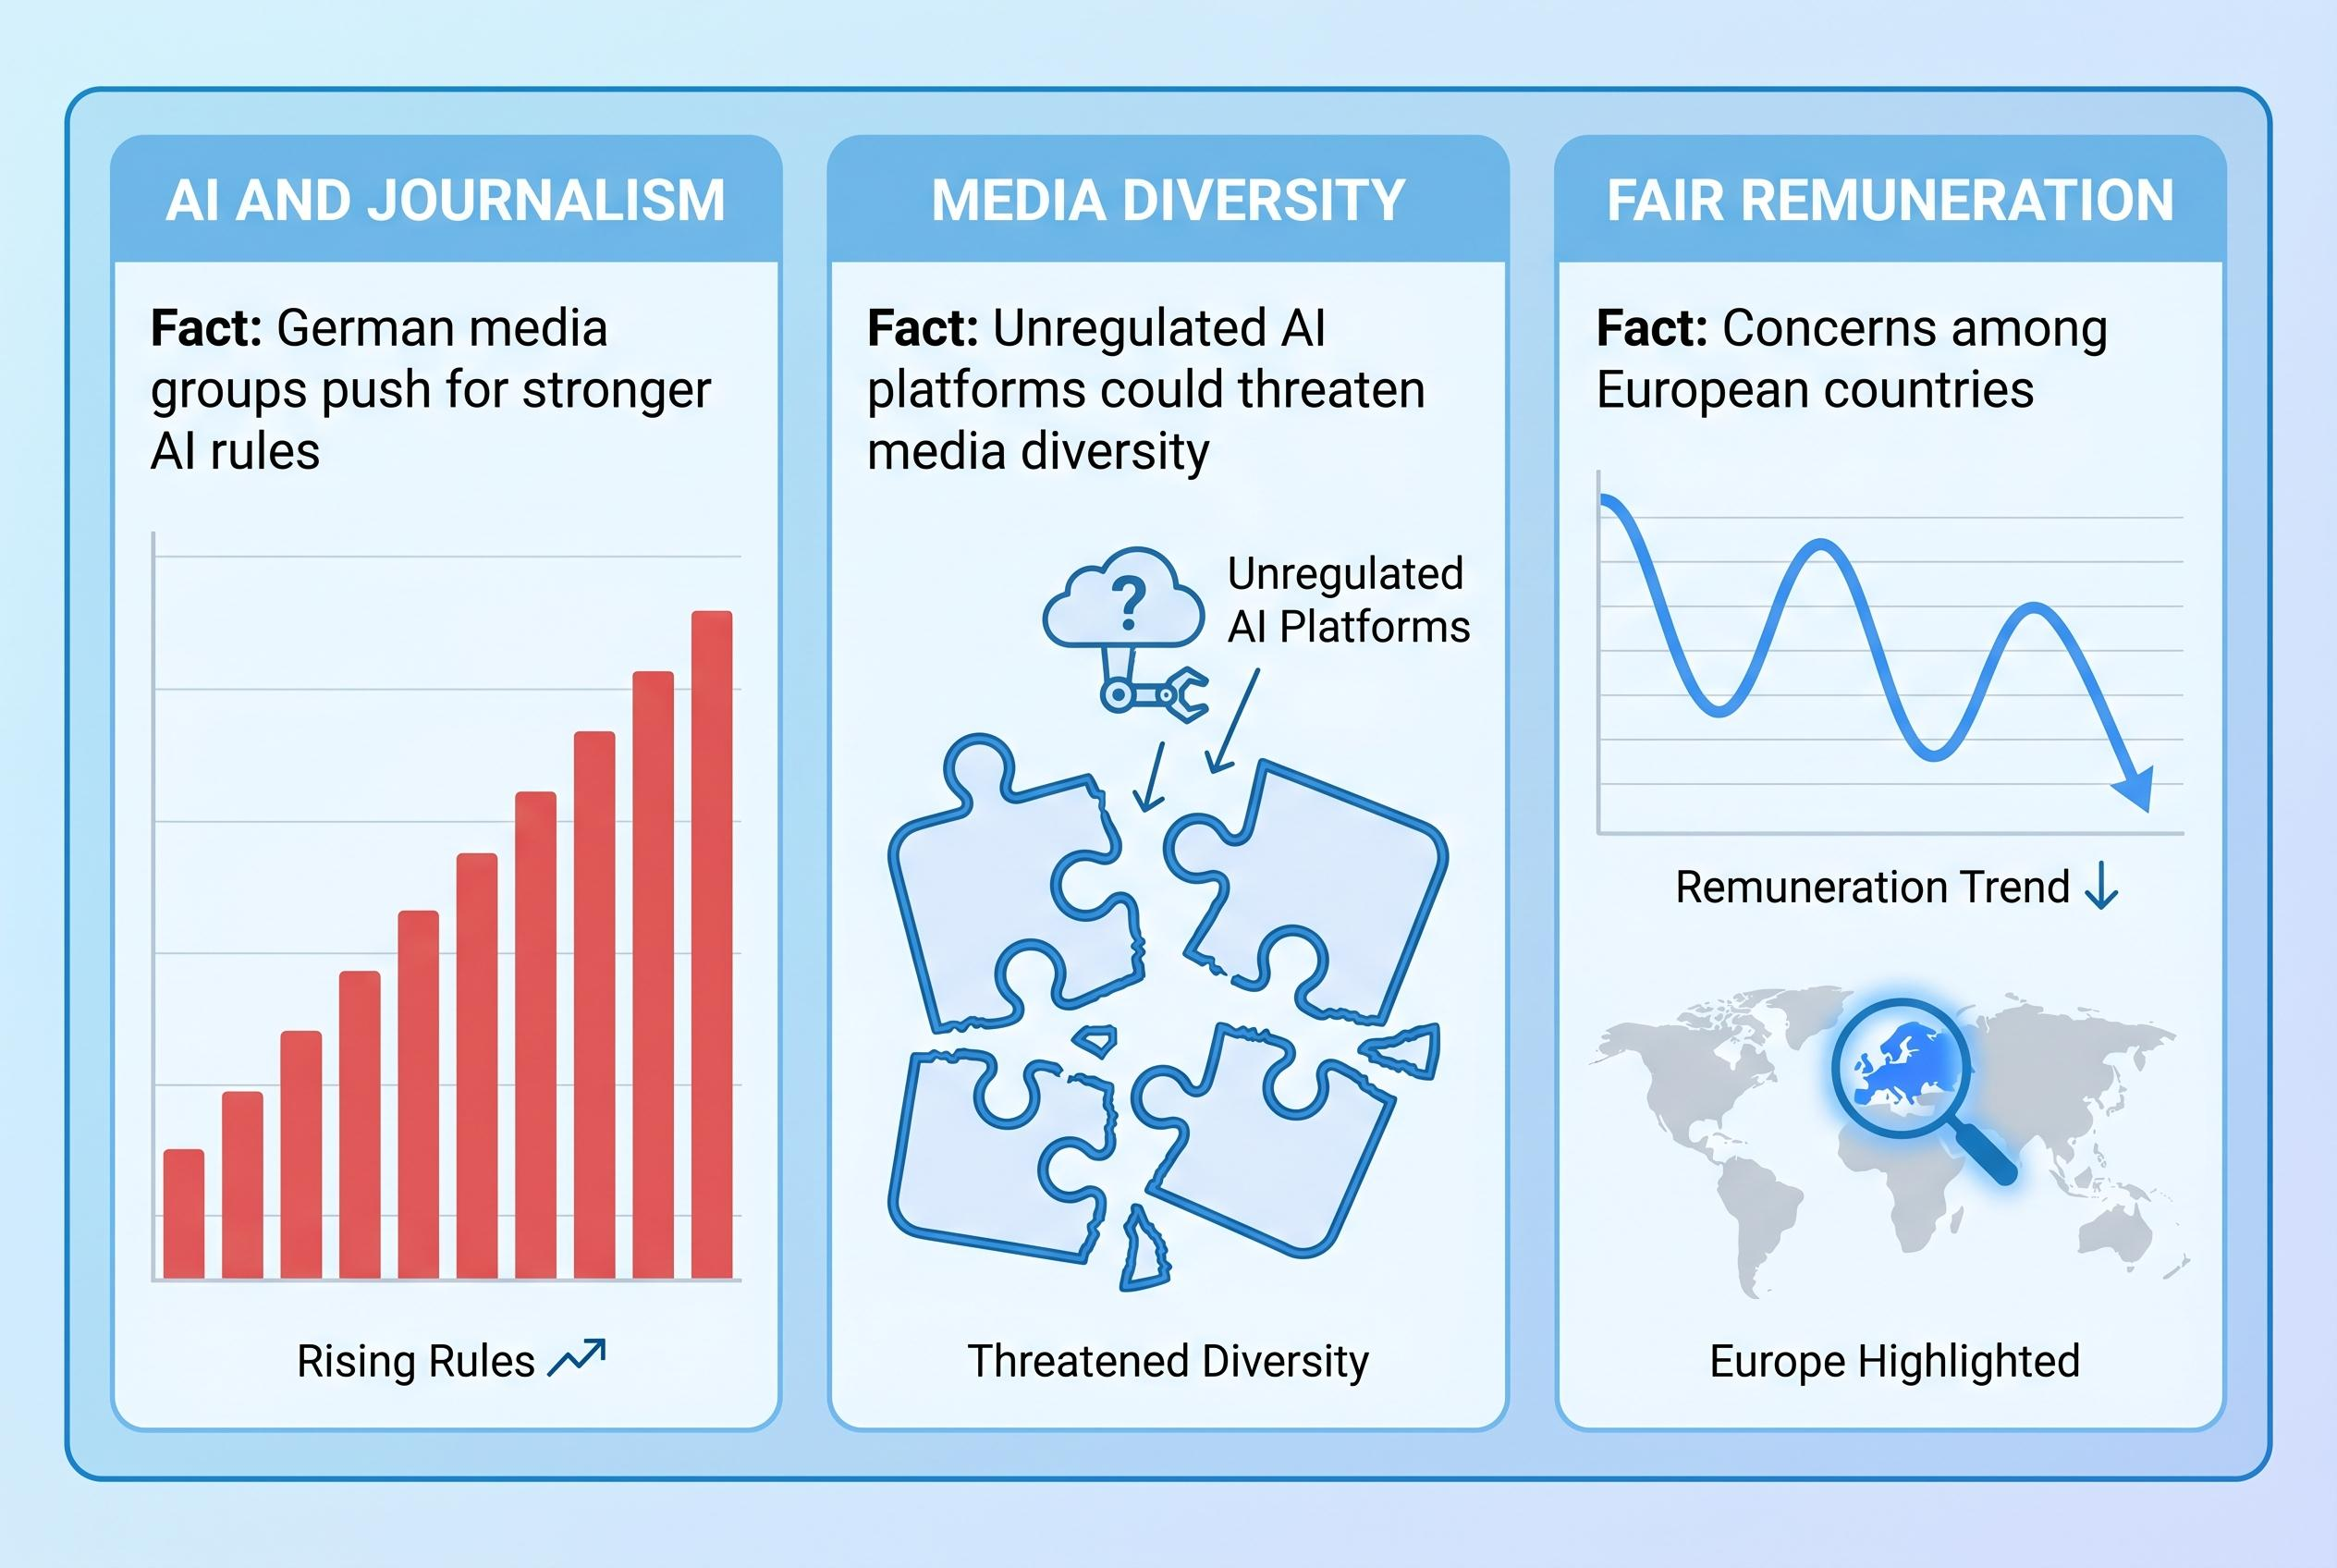 AI AND JOURNALISM
Fact: German media
groups push for stronger
AI rules
Rising Rules
MEDIA DIVERSITY
Fact: Unregulated AI
platforms could threaten
media diversity
?
Unregulated
AI Platforms
Threatened Diversity
FAIR REMUNERATION
Fact: Concerns among
European countries
Remuneration Trend ↓
Europe Highlighted